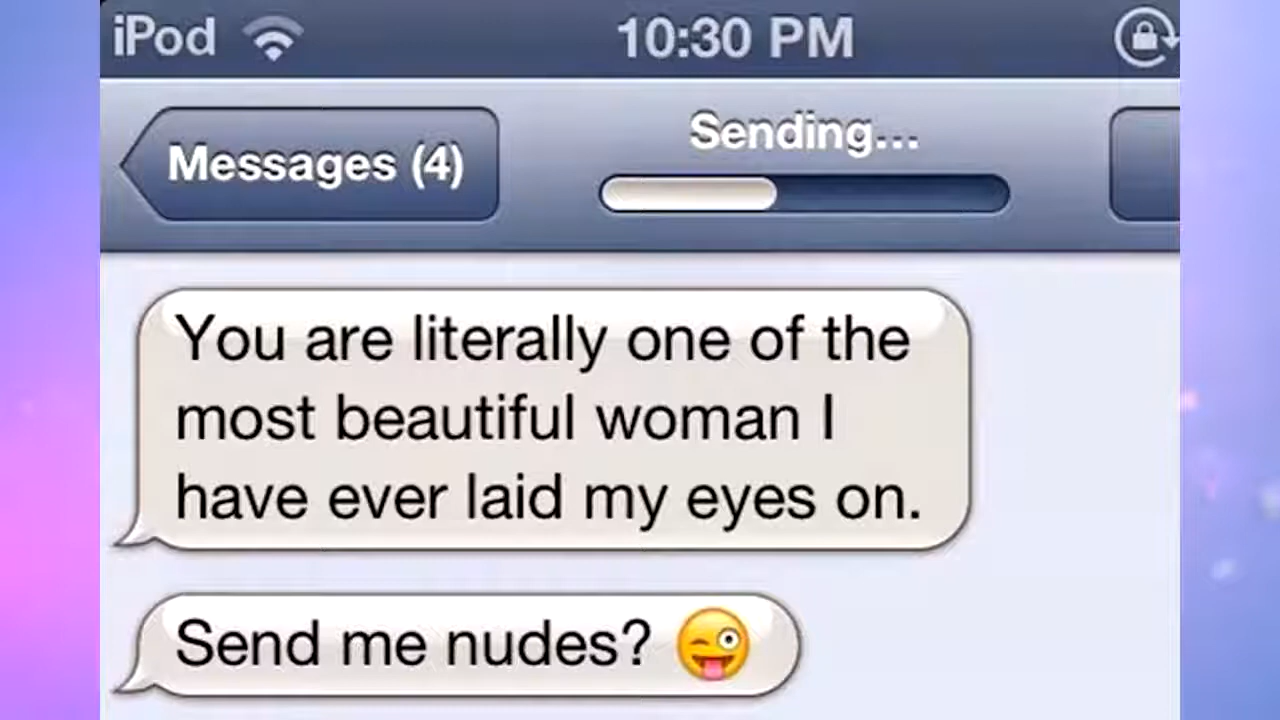 iPod 10:30 PM
Messages (4) Sending...
You are literally one of the
most beautiful woman I
have ever laid my eyes on.
Send me nudes? 😜